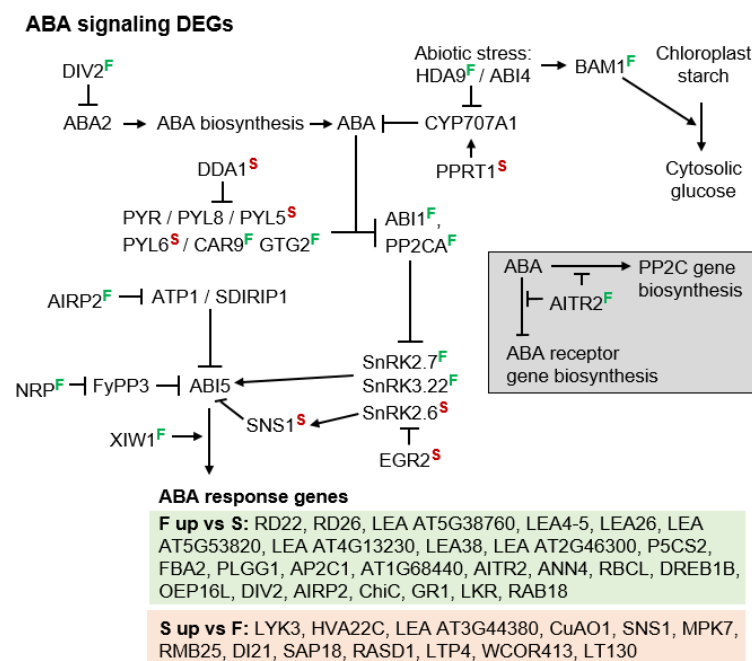 ABA signaling DEGs
DIV2F
Abiotic stress:
HDA9F / ABI4
BAM1F
Chloroplast
starch
ABA2
ABA biosynthesis
ABA
CYP707A1
DDA1S
PPRT1S
Cytosolic
glucose
PYR / PYL8 / PYL5S
PYL6S / CAR9F GTG2F
ABI1F,
PP2CAF
ABA
PP2C gene
biosynthesis
AITR2F
ABA receptor
gene biosynthesis
AIRP2F
ATP1 / SDIRIP1
NRPF
FyPP3
ABI5
SnRK2.7F
SnRK3.22F
SnRK2.6S
SNS1S
XIW1F
EGR2S
ABA response genes
F up vs S: RD22, RD26, LEA AT5G38760, LEA4-5, LEA26, LEA
AT5G53820, LEA AT4G13230, LEA38, LEA AT2G46300, P5CS2,
FBA2, PLGG1, AP2C1, AT1G68440, AITR2, ANN4, RBCL, DREB1B,
OEP16L, DIV2, AIRP2, ChiC, GR1, LKR, RAB18
S up vs F: LYK3, HVA22C, LEA AT3G44380, CuAO1, SNS1, MPK7,
RMB25, DI21, SAP18, RASD1, LTP4, WCOR413, LT130